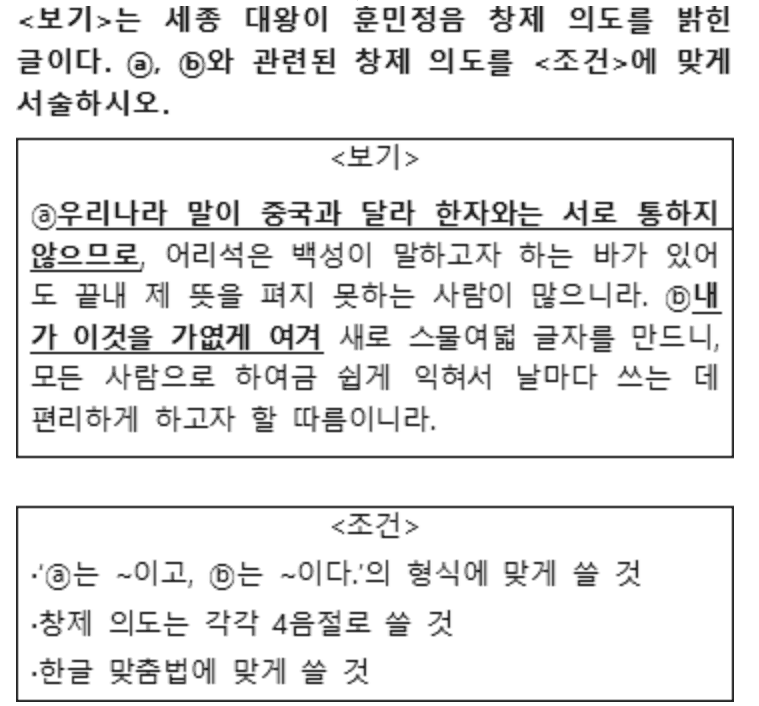 <보기>는 세종 대왕이 훈민정음 창제 의도를 밝힌
글이다. ⓐ, ⓑ와 관련된 창제 의도를 <조건>에 맞게
서술하시오.
<보기>
ⓐ우리나라 말이 중국과 달라 한자와는 서로 통하지
않으므로, 어리석은 백성이 말하고자 하는 바가 있어
도 끝내 제 뜻을 펴지 못하는 사람이 많으니라. ⓑ내
가 이것을 가엾게 여겨 새로 스물여덟 글자를 만드니,
모든 사람으로 하여금 쉽게 익혀서 날마다 쓰는 데
편리하게 하고자 할 따름이니라.
<조건>
·‘ⓐ는 ~이고, ⓑ는 ~이다.’의 형식에 맞게 쓸 것
·창제 의도는 각각 4음절로 쓸 것
·한글 맞춤법에 맞게 쓸 것